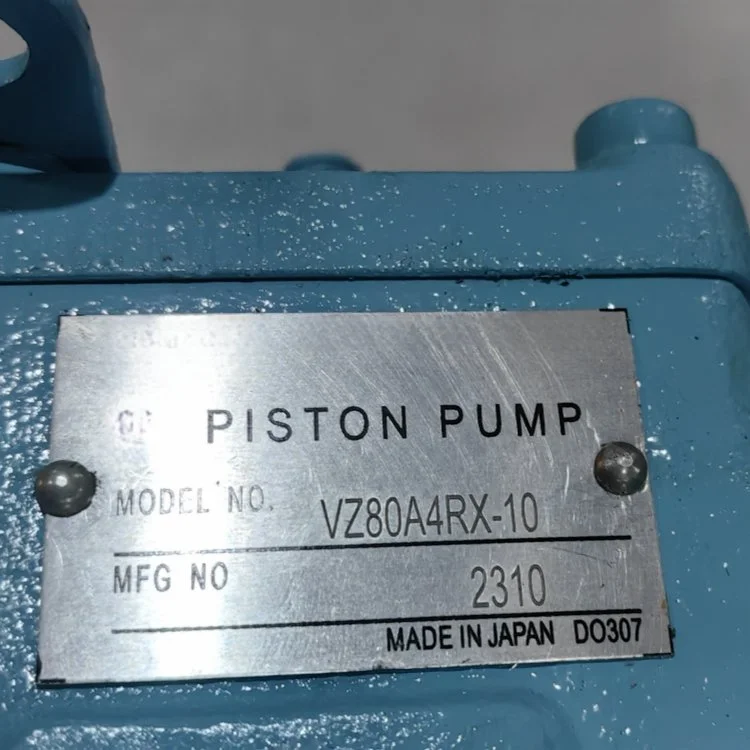 PISTON PUMP
MODEL NO. VZ80A4RX-10
MFG NO 2310
MADE IN JAPAN DO307